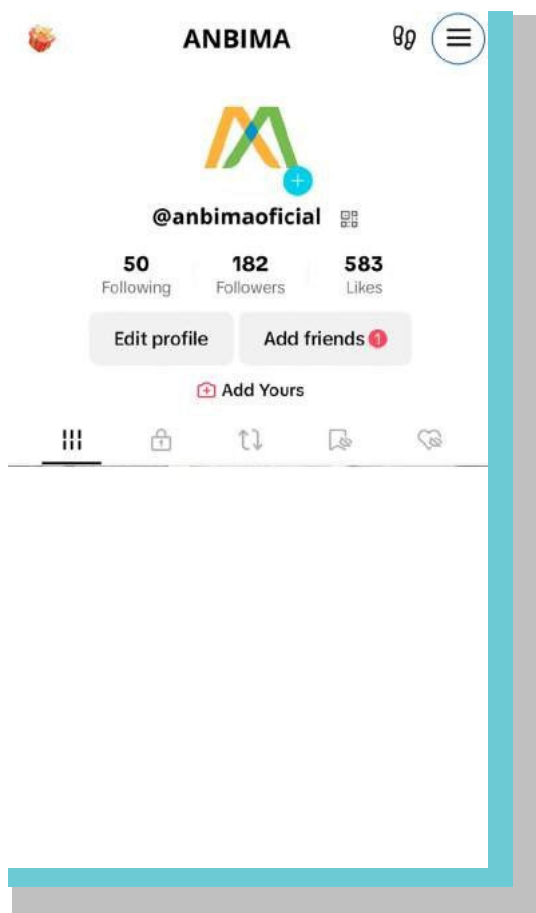 ANBIMA
@anbimaoficial
50 182 583
Following Followers Likes
Edit profile Add friends 1
Add Yours